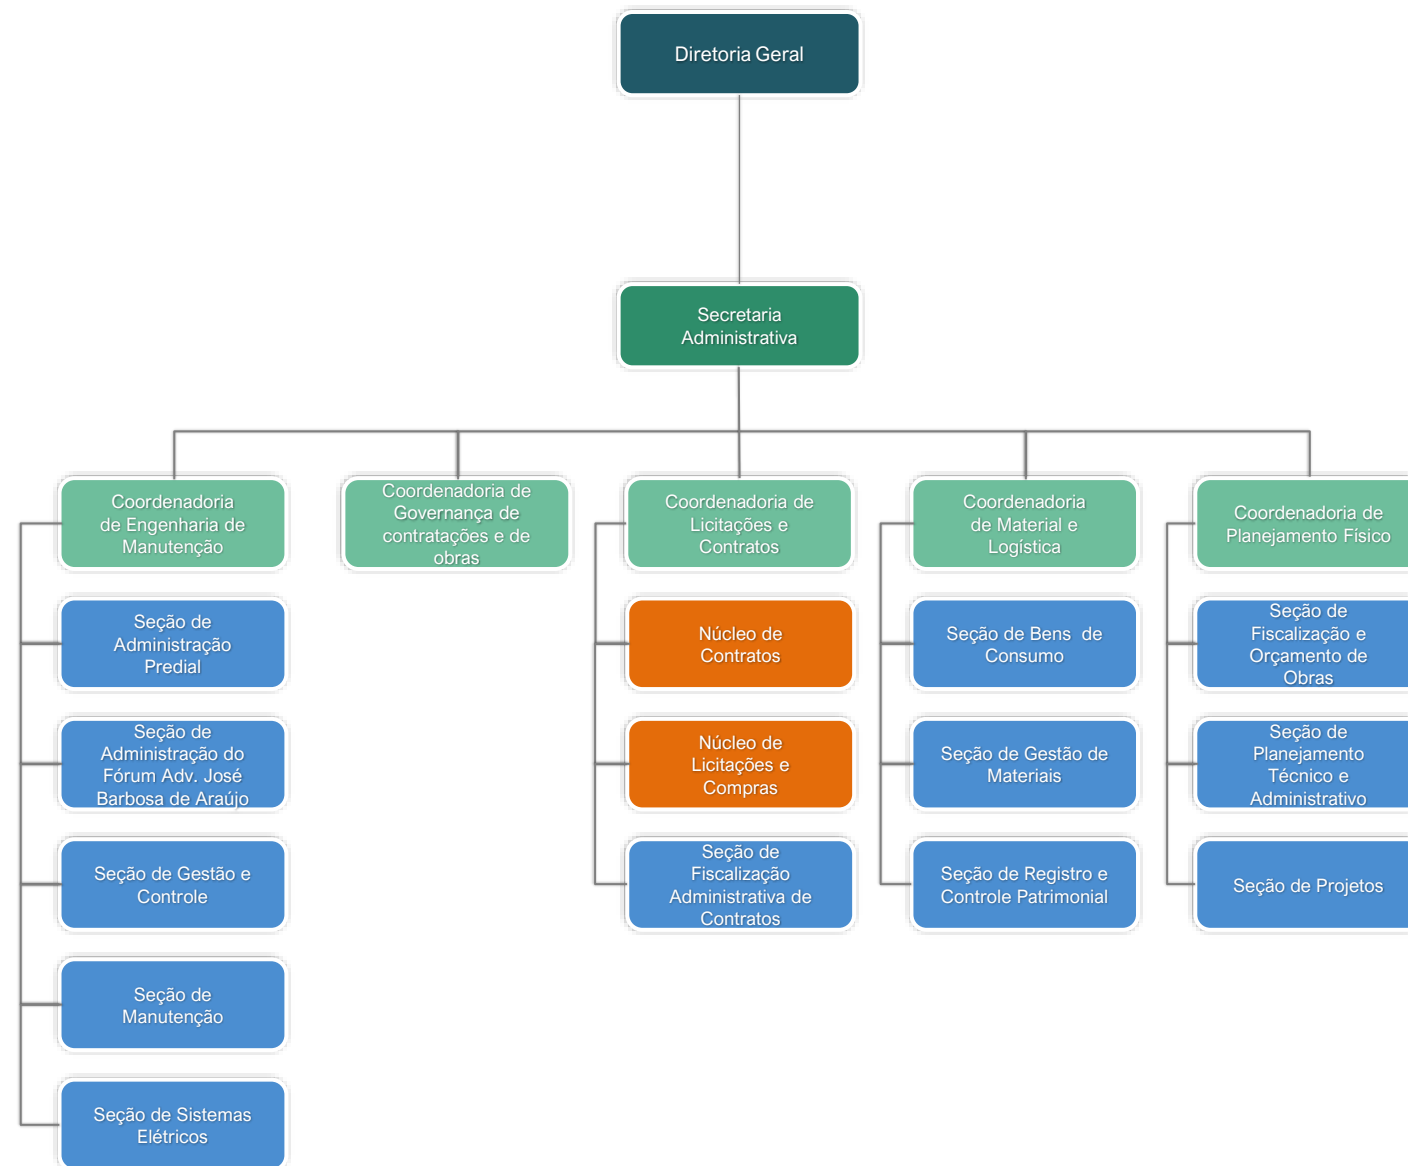 Diretoria Geral
Secretaria
Administrativa
Coordenadoria
de Engenharia de
Manutenção
Coordenadoria de
Governança de
contratações e de
obras
Coordenadoria de
Licitações e
Contratos
Coordenadoria
de Material e
Logística
Coordenadoria de
Planejamento Físico
Seção de
Administração
Predial
Núcleo de
Contratos
Seção de Bens de
Consumo
Seção de
Fiscalização e
Orçamento de
Obras
Seção de
Administração do
Fórum Adv. José
Barbosa de Araújo
Núcleo de
Licitações e
Compras
Seção de Gestão de
Materiais
Seção de
Planejamento
Técnico e
Administrativo
Seção de Gestão e
Controle
Seção de
Fiscalização
Administrativa de
Contratos
Seção de Registro e
Controle Patrimonial
Seção de Projetos
Seção de
Manutenção
Seção de Sistemas
Elétricos